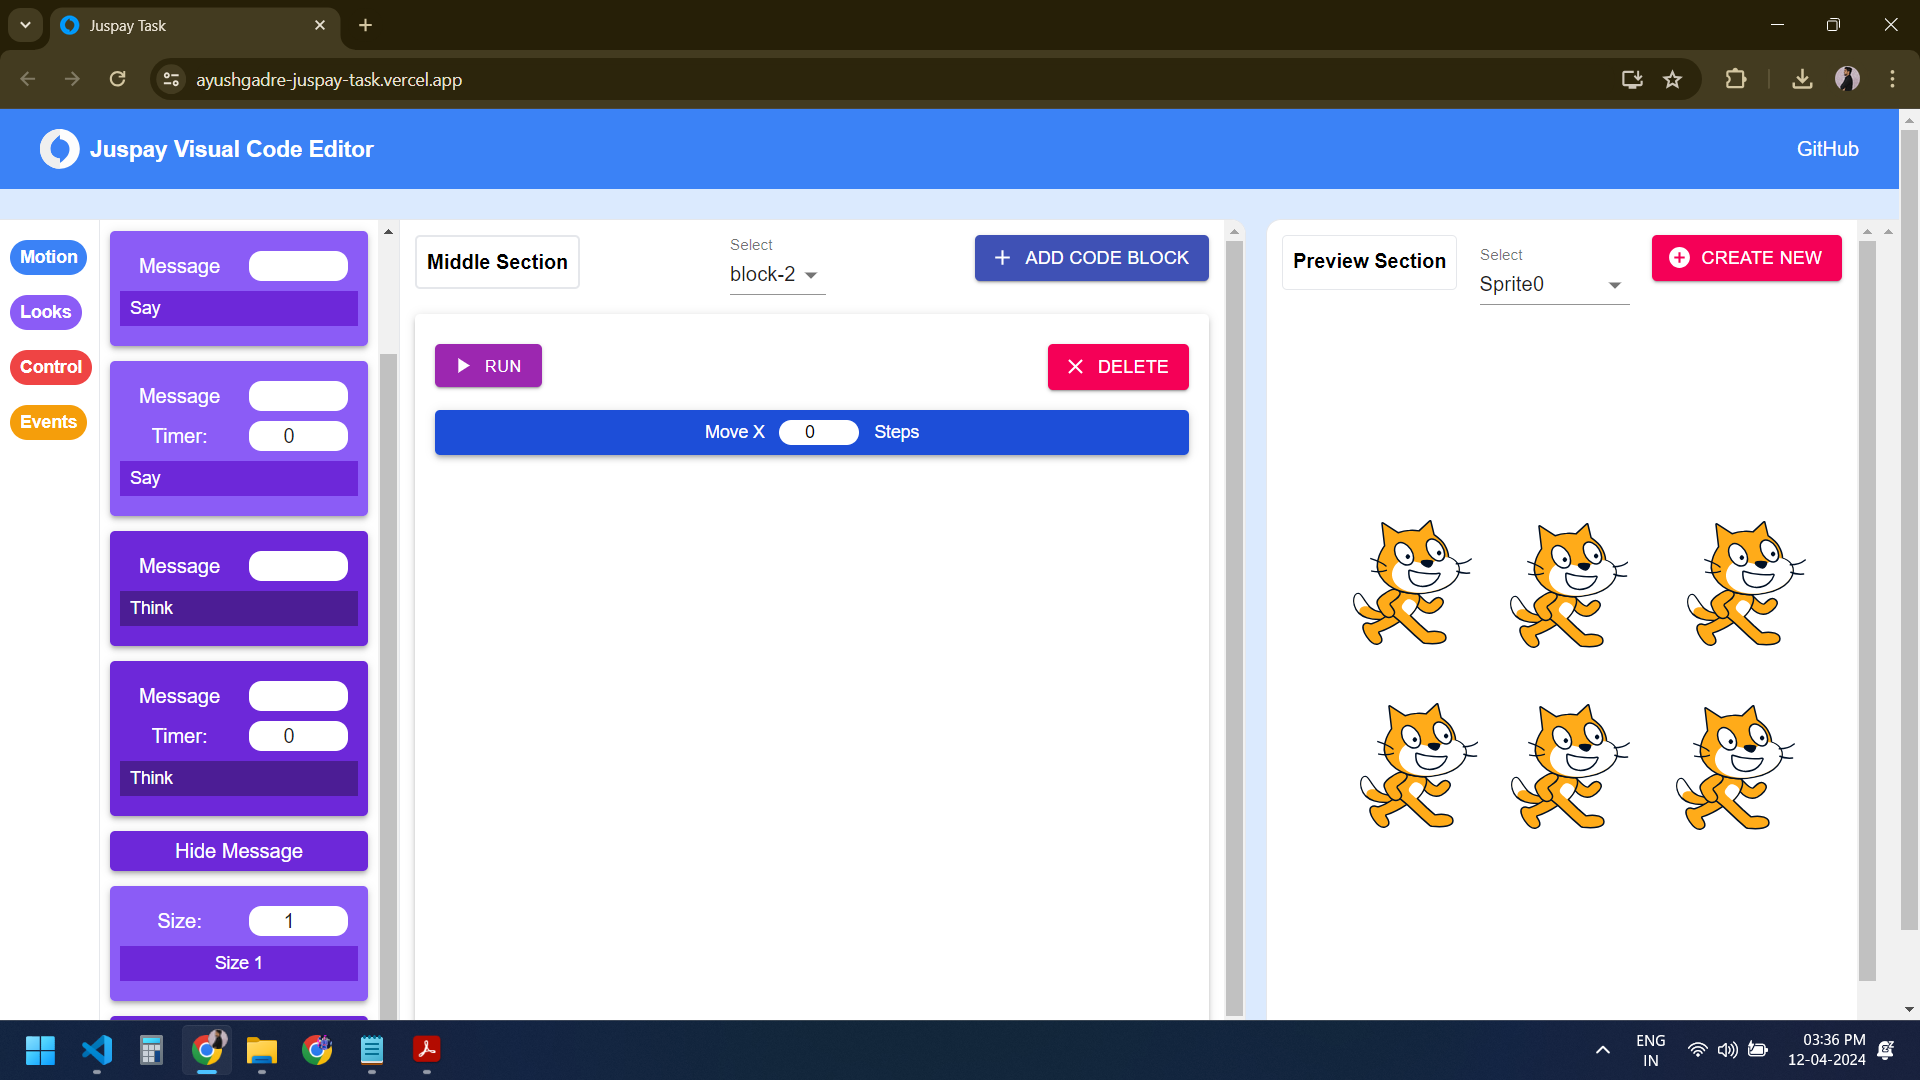 Juspay Task
ayushgadre-juspay-task.vercel.app
Juspay Visual Code Editor
GitHub
Motion
Looks
Control
Events
Message
Say
Message
Timer: 0
Say
Message
Think
Message
Timer: 0
Think
Hide Message
Size: 1
Size 1
Middle Section
Select
block-2
ADD CODE BLOCK
RUN
DELETE
Move X 0 Steps
Preview Section
Select
Sprite0
CREATE NEW
ENG
IN
03:36 PM
12-04-2024